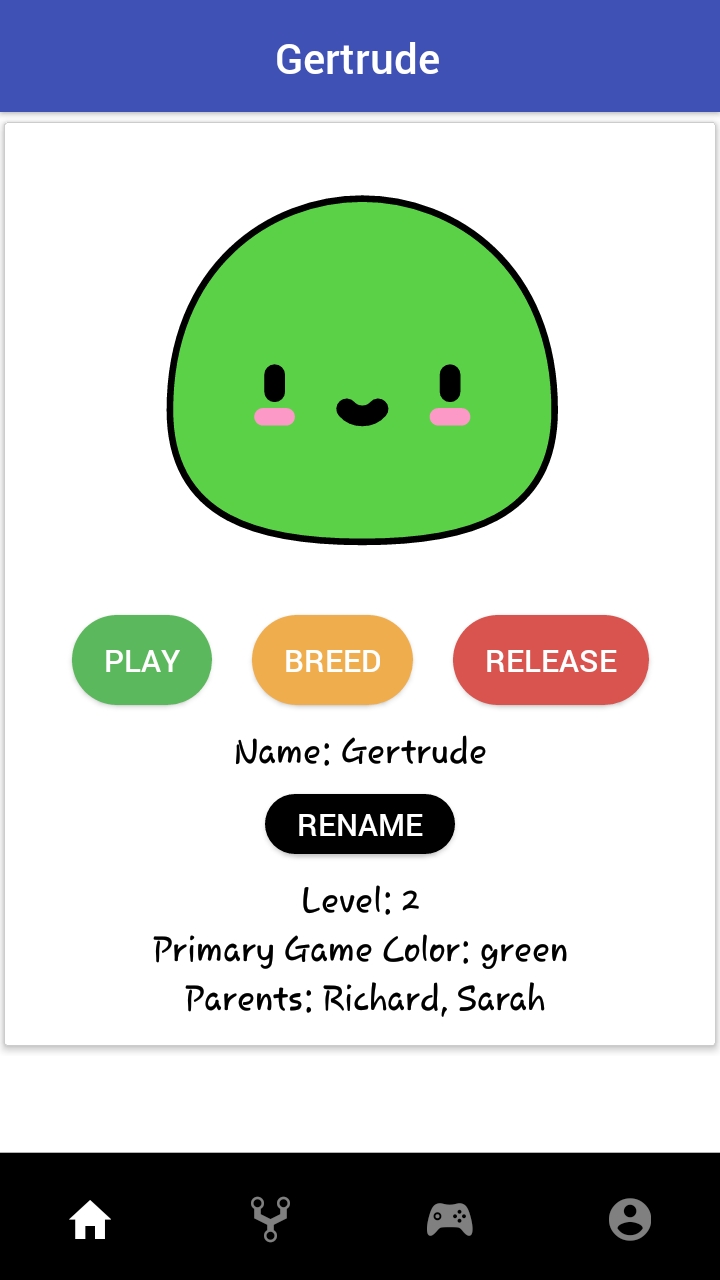 Gertrude
PLAY BREED RELEASE
Name: Gertrude
RENAME
Level: 2
Primary Game Color: green
Parents: Richard, Sarah